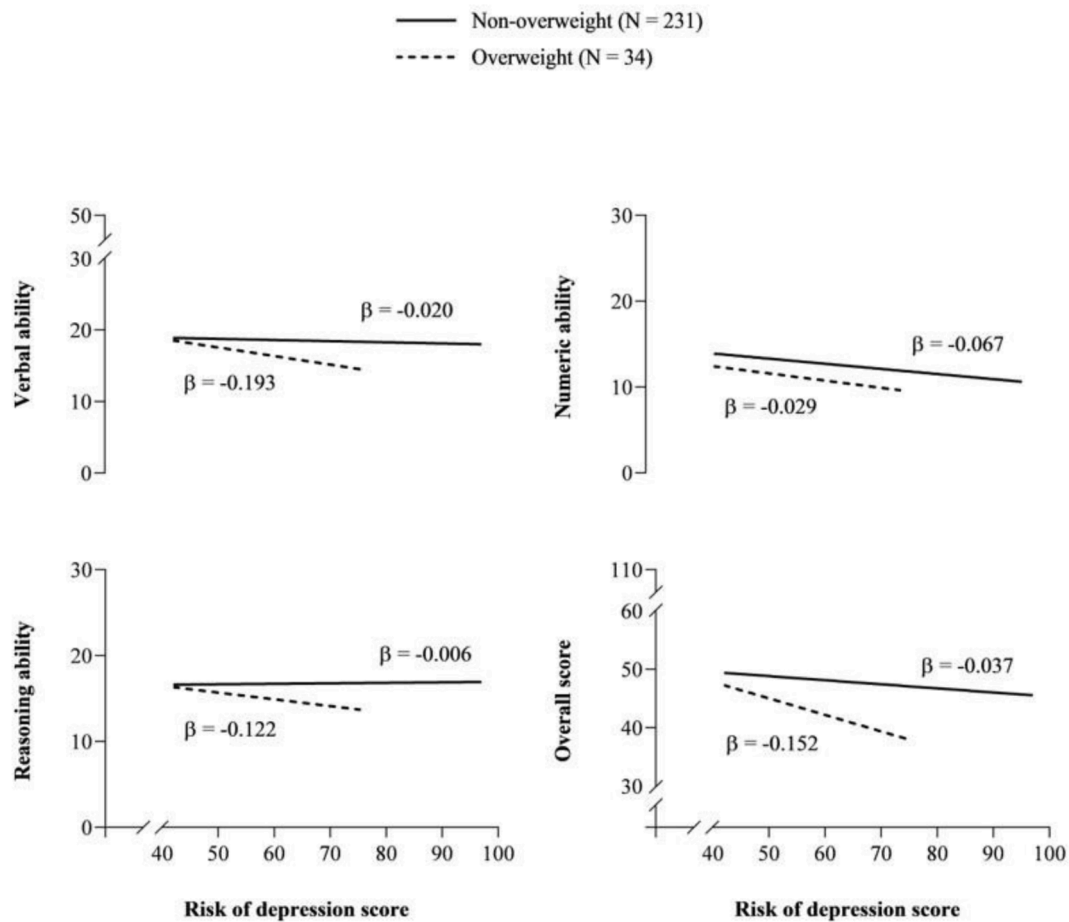 Non-overweight (N = 231)
Overweight (N = 34)
Verbal ability
50
30
20
10
0
β = -0.020
β = -0.193
Numeric ability
30
20
10
0
β = -0.067
β = -0.029
Reasoning ability
30
20
10
0
β = -0.006
β = -0.122
40 50 60 70 80 90 100
Risk of depression score
Overall score
110
60
50
40
30
β = -0.037
β = -0.152
40 50 60 70 80 90 100
Risk of depression score